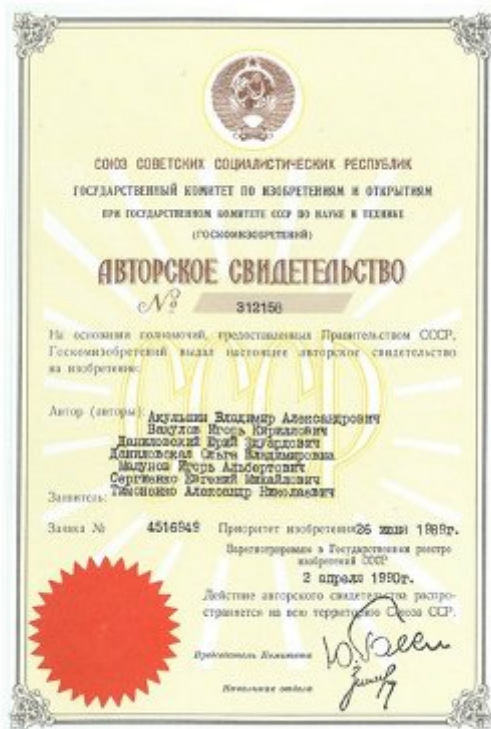 СОЮЗ СОВЕТСКИХ СОЦИАЛИСТИЧЕСКИХ РЕСПУБЛИК
ГОСУДАРСТВЕННЫЙ КОМИТЕТ ПО ИЗОБРЕТЕНИЯМ И ОТКРЫТИЯМ
ПРИ ГОСУДАРСТВЕННОМ КОМИТЕТЕ СССР ПО НАУКЕ И ТЕХНИКЕ
(ГОСКОМИЗОБРЕТЕНИЙ)
АВТОРСКОЕ СВИДЕТЕЛЬСТВО
№ 312156
СССР
На основании полномочий, предоставленных Правительством СССР,
Госкомизобретений выдал настоящее авторское свидетельство
на изобретение:
Автор (авторы): Акульшин Владимир Александрович
Вакулов Игорь Кириллович
Даниловский Юрий Эдуардович
Даниловская Ольга Владимировна
Мацунов Игорь Альбертович
Сергиенко Евгений Михайлович
Заявитель: Тимоненко Александр Николаевич
Заявка № 4516949 Приоритет изобретения 26 1989г.
Зарегистрировано в Государственном реестре
изобретений СССР
2 апреля 1990г.
Действие авторского свидетельства распро-
страняется на всю территорию Союза ССР.
Председатель Комитета
Начальник отдела